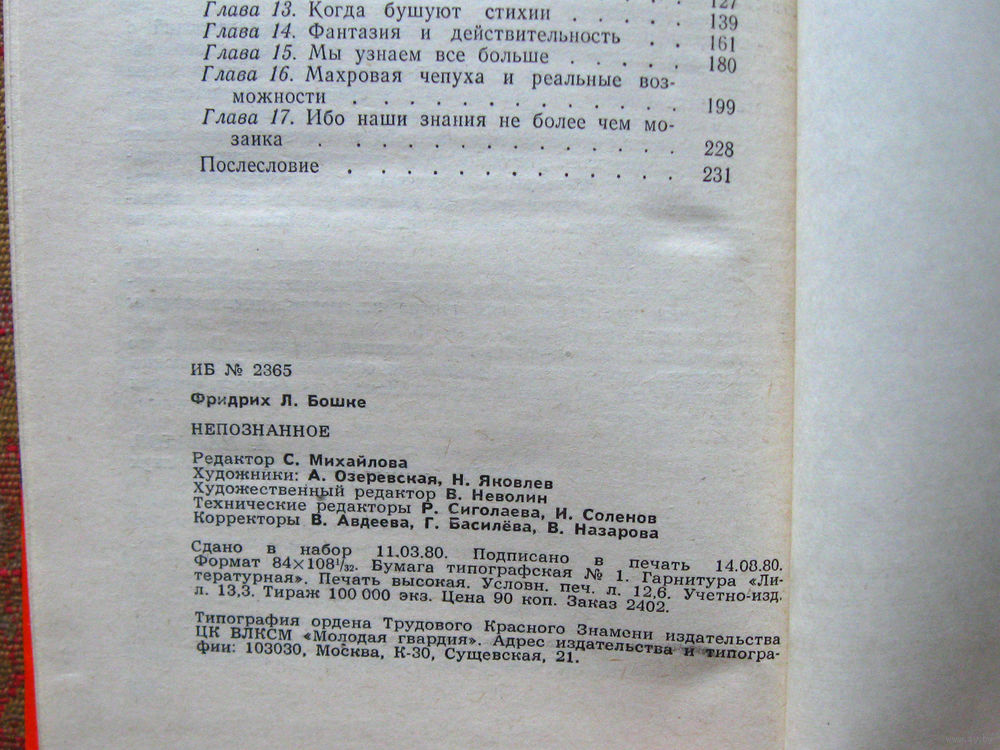 127
Глава 13. Когда бушуют стихии . . . . . 139
Глава 14. Фантазия и действительность . . 161
Глава 15. Мы узнаем все больше . . . . . . 180
Глава 16. Махровая чепуха и реальные воз-
можности . . . . . . . . . . . . . . 199
Глава 17. Ибо наши знания не более чем мо-
заика . . . . . . . . . . . . . . 228
Послесловие . . . . . . . . . . . . . 231
ИБ № 2365
Фридрих Л. Бошке
НЕПОЗНАННОЕ
Редактор С. Михайлова
Художники: А. Озеревская, Н. Яковлев
Художественный редактор В. Неволин
Технические редакторы Р. Сиголаева, И. Соленов
Корректоры В. Авдеева, Г. Басилёва, В. Назарова
Сдано в набор 11.03.80. Подписано в печать 14.08.80.
Формат 84×108¹/₃₂. Бумага типографская № 1. Гарнитура «Ли-
тературная». Печать высокая. Условн. печ. л. 12,6. Учетно-изд.
л. 13,3. Тираж 100 000 экз. Цена 90 коп. Заказ 2402.
Типография ордена Трудового Красного Знамени издательства
ЦК ВЛКСМ «Молодая гвардия». Адрес издательства и типогра-
фии: 103030, Москва, К-30, Сущевская, 21.